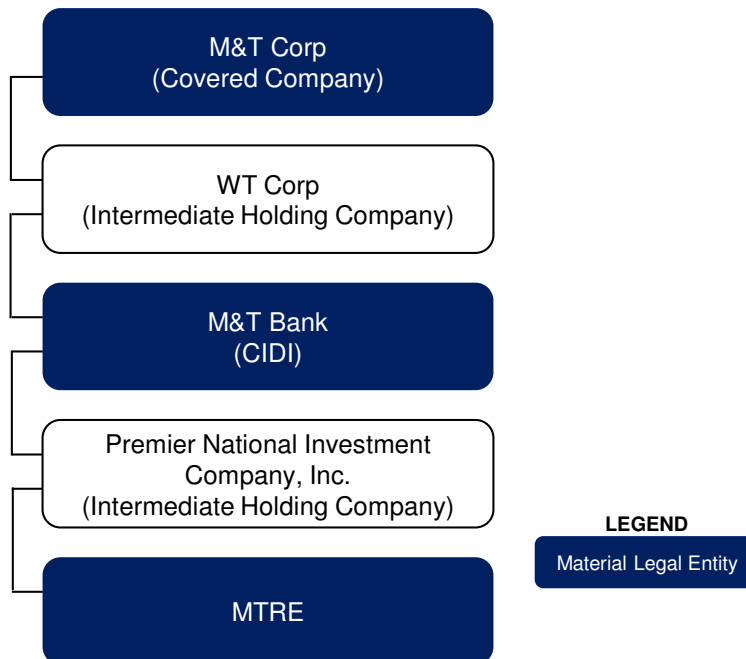 M&T Corp
(Covered Company)
WT Corp
(Intermediate Holding Company)
M&T Bank
(CIDI)
Premier National Investment
Company, Inc.
(Intermediate Holding Company)
LEGEND
Material Legal Entity
MTRE